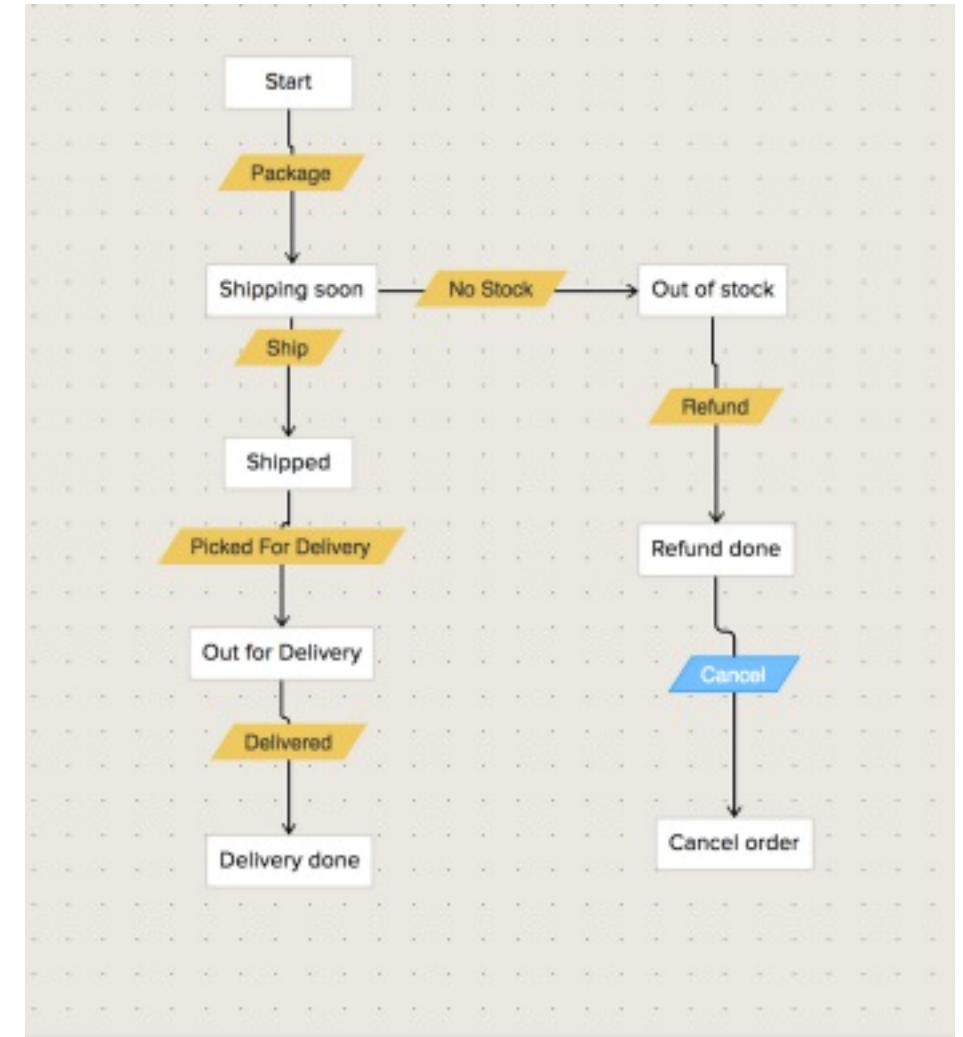 Start
Package
Shipping soon
No Stock
Out of stock
Ship
Refund
Shipped
Picked For Delivery
Refund done
Out for Delivery
Cancel
Delivered
Cancel order
Delivery done